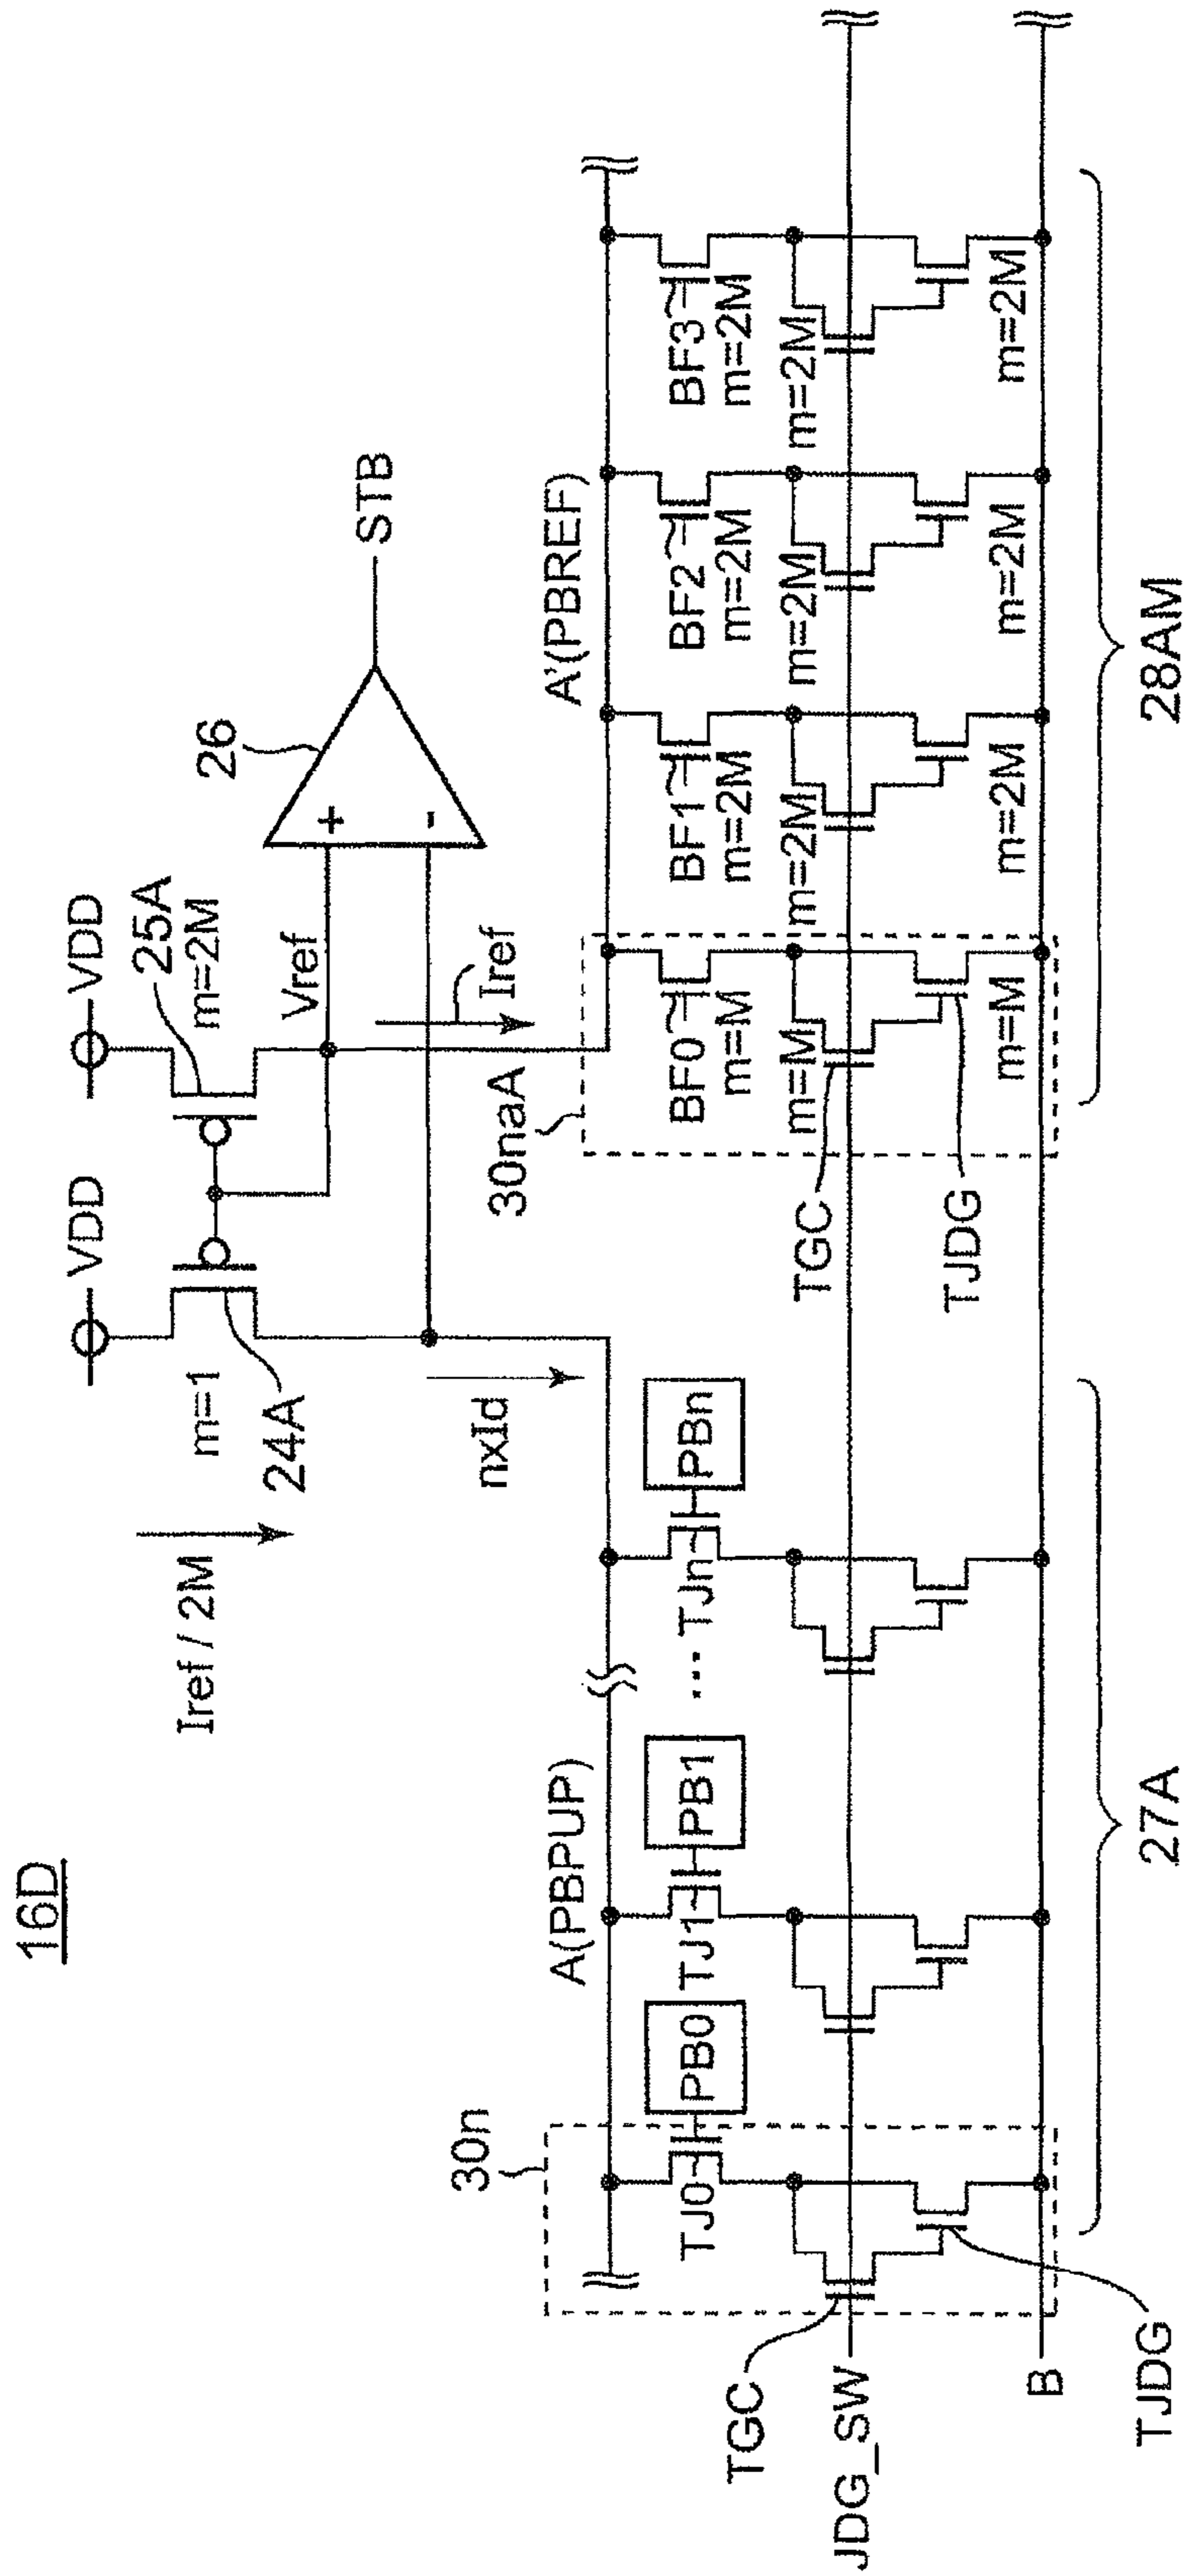 16D
VDD
VDD
Iref / 2M
m=1
24A
25A
m=2M
Vref
Iref
nxId
26
+
-
STB
30n
A(PBPUP)
30naA
A'(PBREF)
TJ0
PB0
TJ1
PB1
... TJn
PBn
BF0
m=M
BF1
m=2M
BF2
m=2M
BF3
m=2M
m=M
m=2M
m=2M
m=2M
TGC
JDG_SW
TGC
B
TJDG
TJDG
m=M
m=2M
m=2M
m=2M
27A
28AM